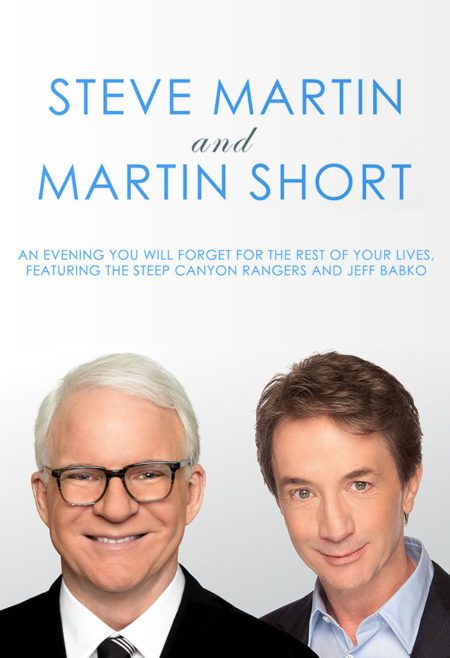 STEVE MARTIN
and
MARTIN SHORT
AN EVENING YOU WILL FORGET FOR THE REST OF YOUR LIVES,
FEATURING THE STEEP CANYON RANGERS AND JEFF BABKO